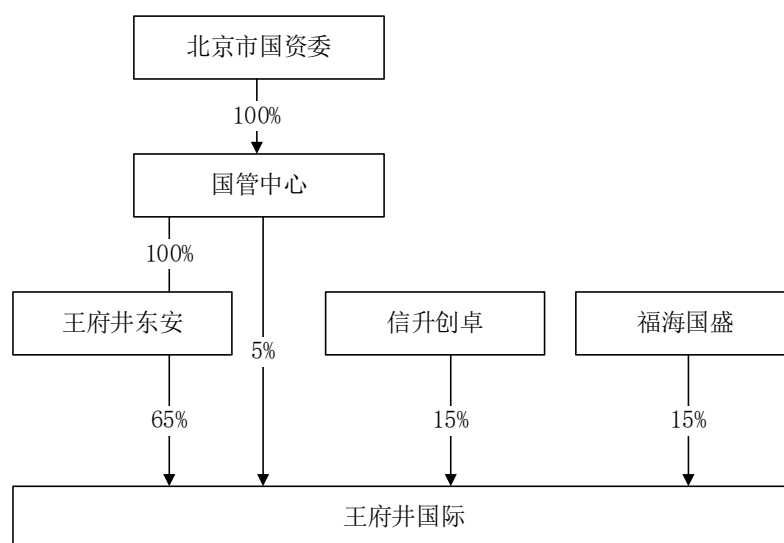 北京市国资委
100%
国管中心
100%
王府井东安
信升创卓
福海国盛
5%
65%
15%
15%
王府井国际